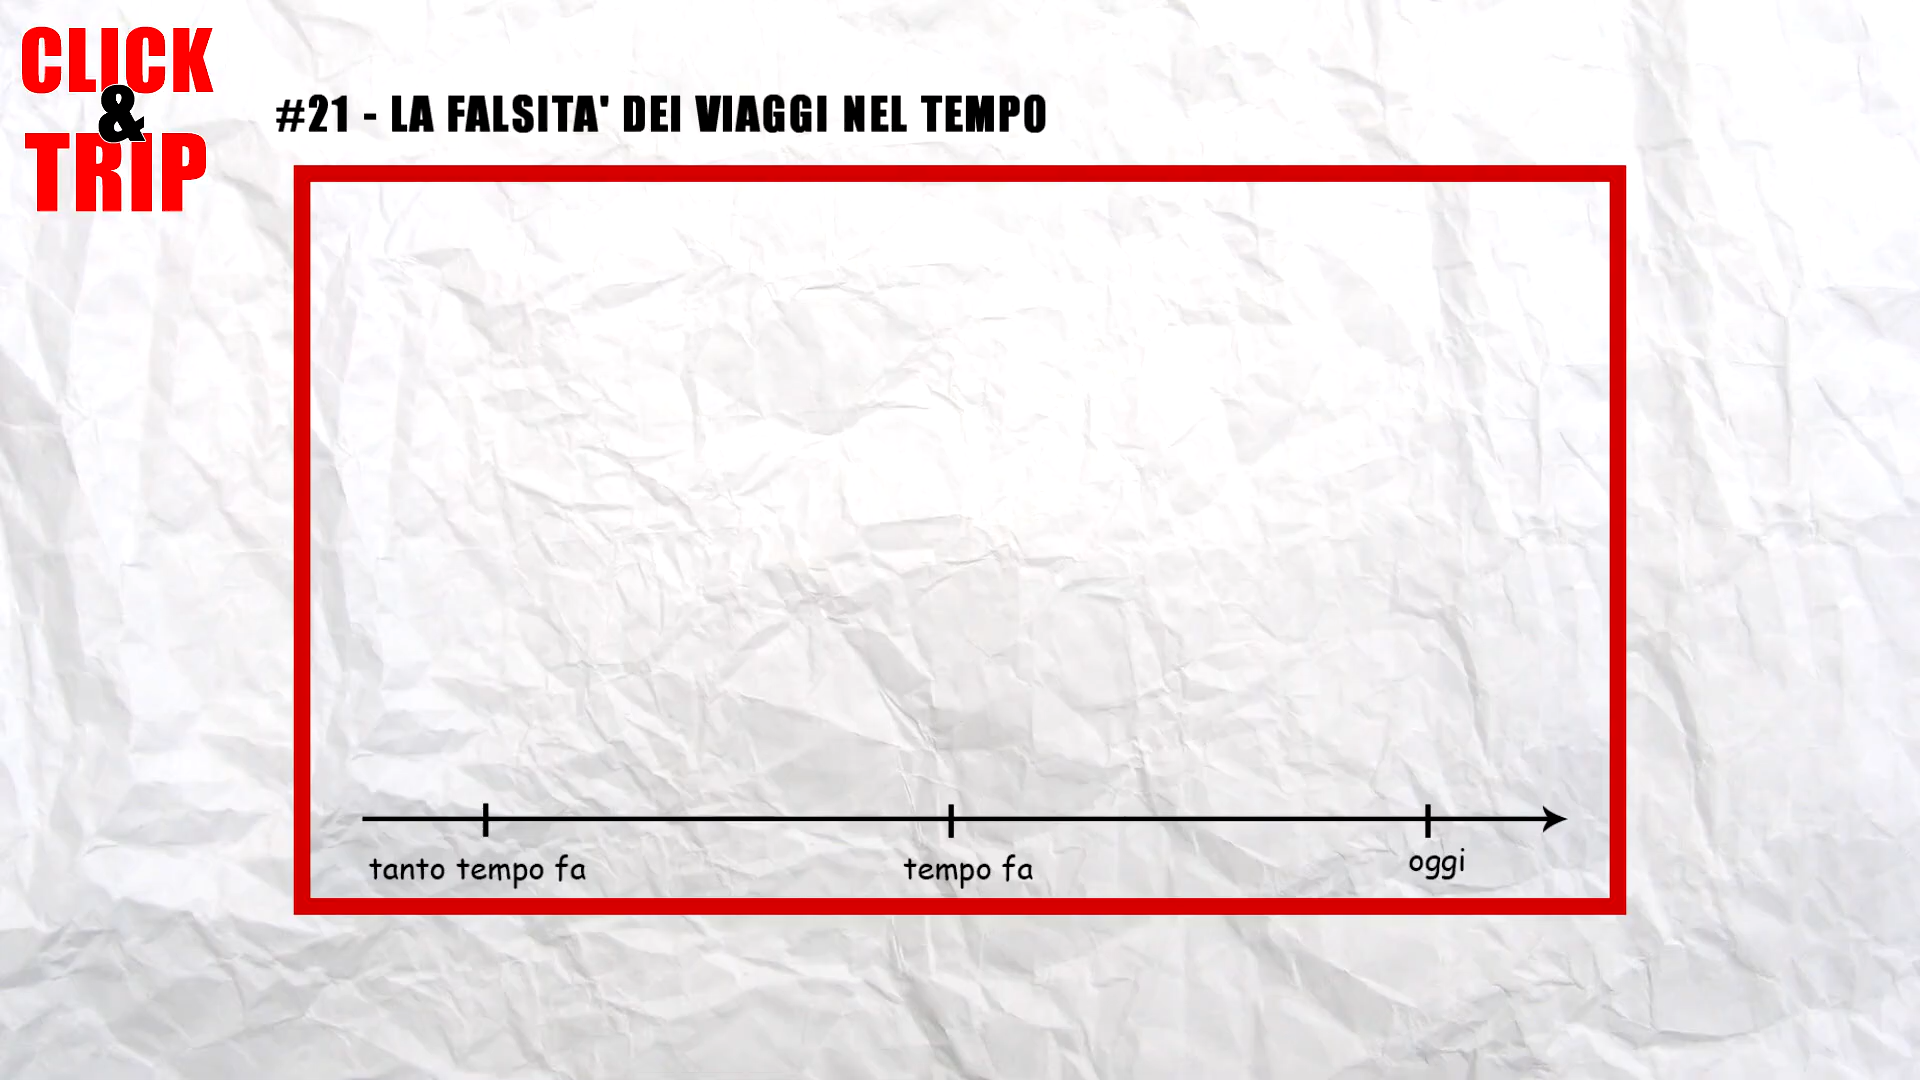 CLICK
&
TRIP
#21 - LA FALSITA' DEI VIAGGI NEL TEMPO
tanto tempo fa
tempo fa
oggi